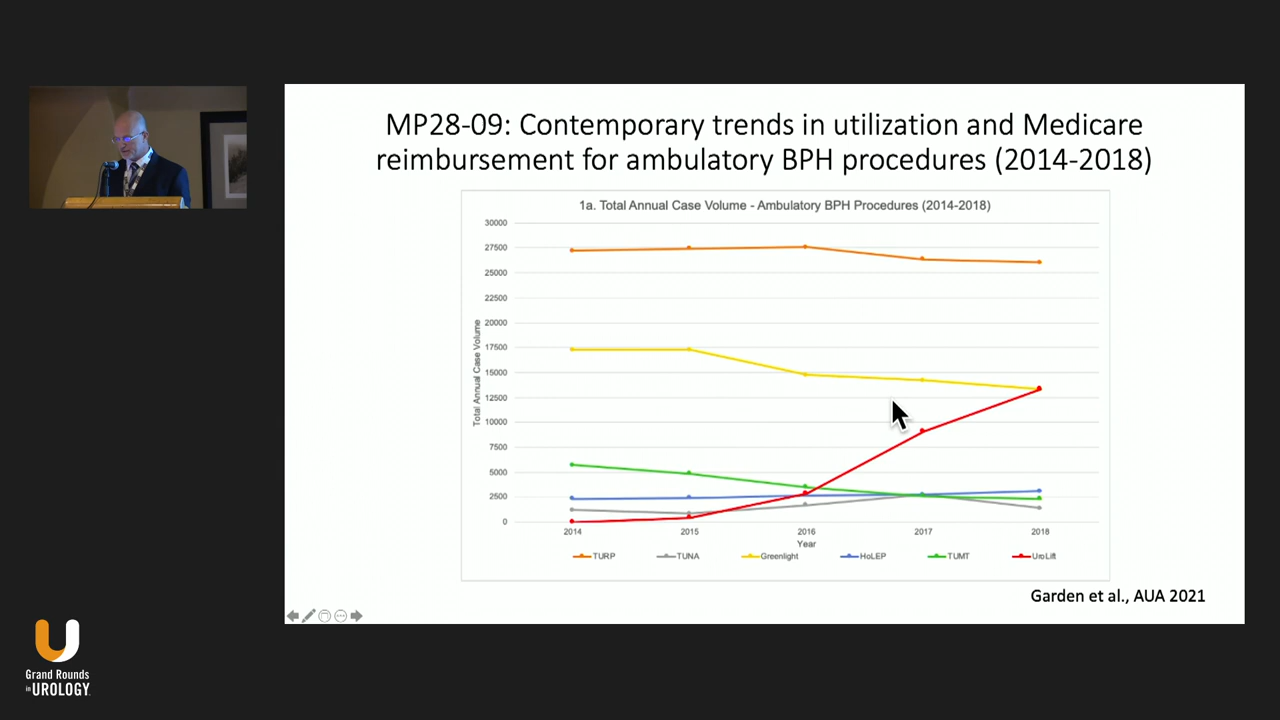 MP28-09: Contemporary trends in utilization and Medicare
reimbursement for ambulatory BPH procedures (2014-2018)
1a. Total Annual Case Volume - Ambulatory BPH Procedures (2014-2018)
Total Annual Case Volume
30000
27500
25000
22500
20000
17500
15000
12500
10000
7500
5000
2500
0
2014 2015 2016 2017 2018
Year
TURP TUNA Greenlight HoLEP TUMT UroLift
Garden et al., AUA 2021
Grand Rounds
in UROLOGY